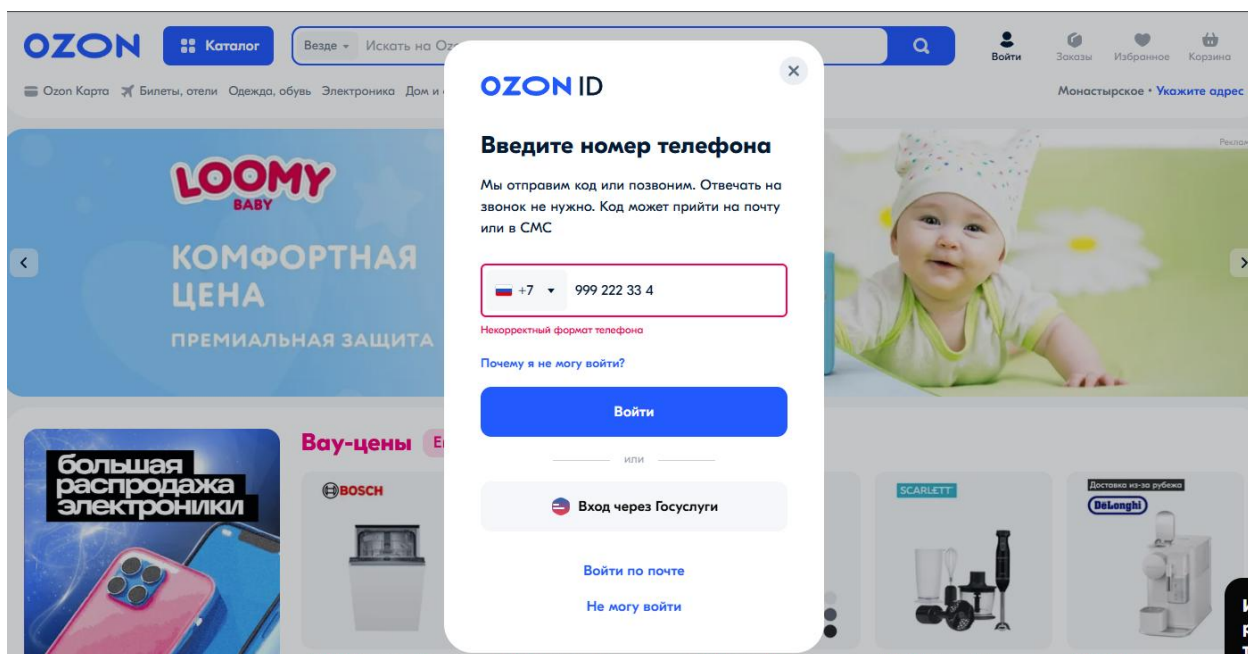 OZON
Каталог
Везде
Искать на
Войти
Заказы
Избранное
Корзина
Ozon Карта
Билеты, отели
Одежда, обувь
Электроника
Дом и
Монастырское • Укажите адрес
OZON ID
Введите номер телефона
Мы отправим код или позвоним. Отвечать на
звонок не нужно. Код может прийти на почту
или в СМС
+7 999 222 33 4
Некорректный формат телефона
Почему я не могу войти?
Войти
или
Вход через Госуслуги
Войти по почте
Не могу войти
LOOMY
BABY
КОМФОРТНАЯ
ЦЕНА
ПРЕМИАЛЬНАЯ ЗАЩИТА
большая
распродажа
электроники
Вау-цены
BOSCH
SCARLETT
Доставка из-за рубежа
DeLonghi